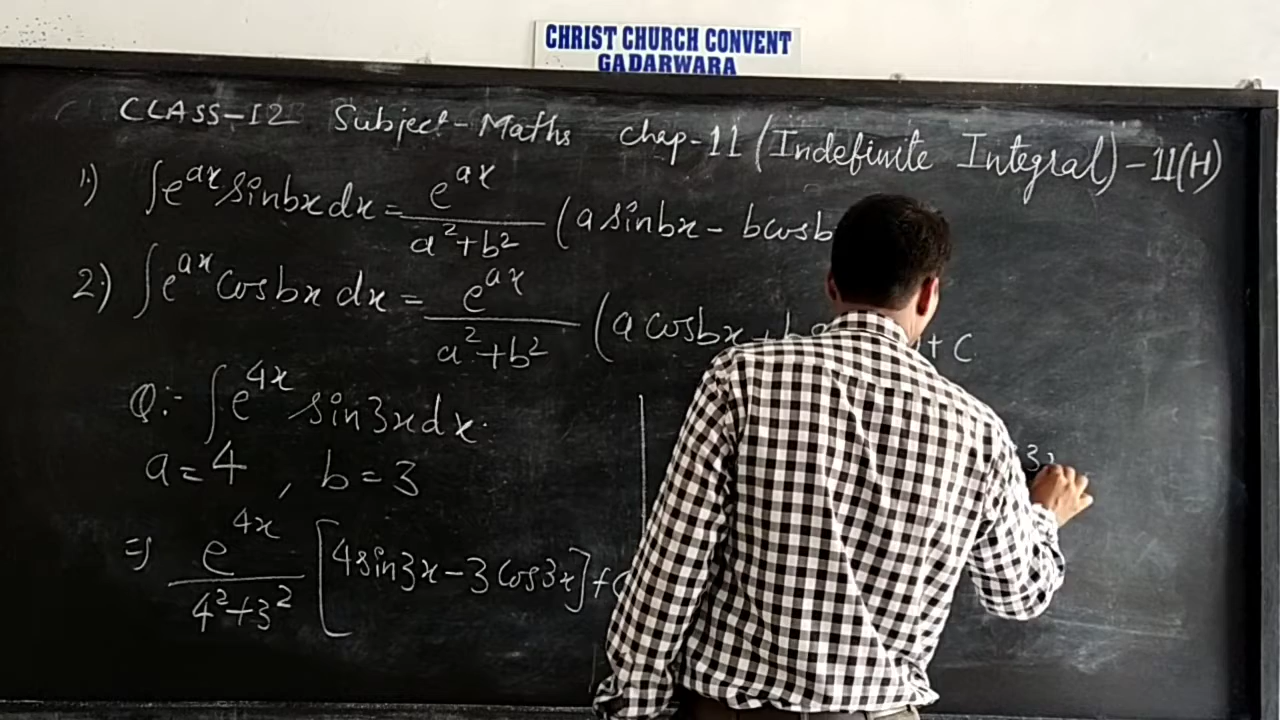 CHRIST CHURCH CONVENT
GADARWARA
CLASS-12 Subject-Maths Chap-11 (Indefinite Integral)-11(H)
1.) ∫e^{ax} sinbx dx = e^{ax}/(a²+b²) (a sinbx - bcosb
2.) ∫e^{ax} cosbx dx = e^{ax}/(a²+b²) (a cosbx + b + C
Q:- ∫e^{4x} sin3x dx.
a=4 , b=3
3x
⇒ e^{4x}/(4²+3²) [4sin3x - 3cos3x] + C